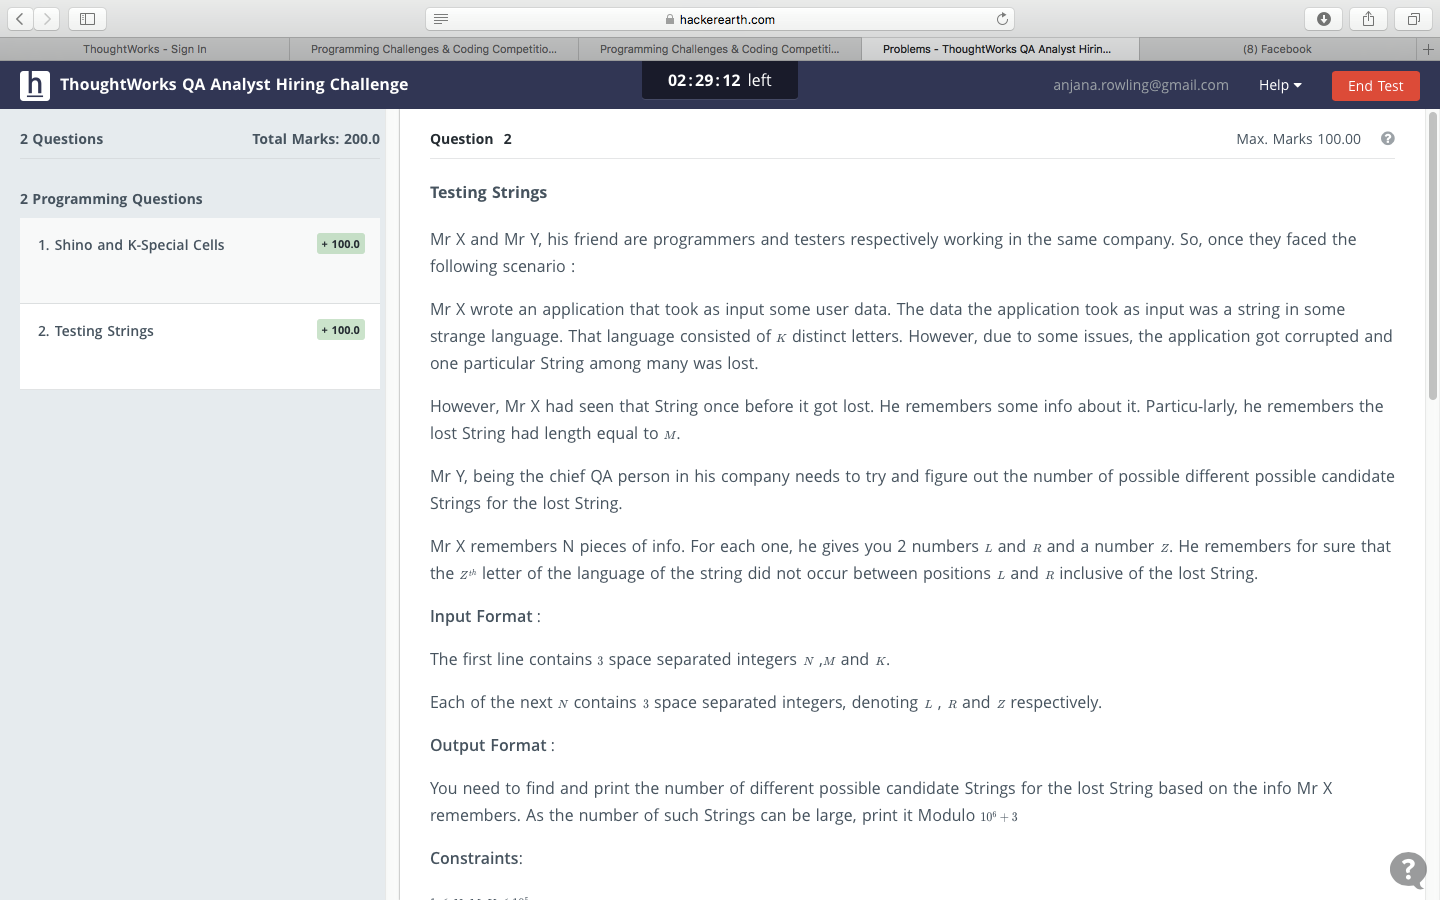 hackerearth.com
ThoughtWorks - Sign In
Programming Challenges & Coding Competitio...
Programming Challenges & Coding Competiti...
Problems - ThoughtWorks QA Analyst Hirin...
(8) Facebook
h ThoughtWorks QA Analyst Hiring Challenge
02:29:12 left
anjana.rowling@gmail.com
Help
End Test
2 Questions Total Marks: 200.0
2 Programming Questions
1. Shino and K-Special Cells + 100.0
2. Testing Strings + 100.0
Question 2 Max. Marks 100.00 ?
Testing Strings
Mr X and Mr Y, his friend are programmers and testers respectively working in the same company. So, once they faced the
following scenario :
Mr X wrote an application that took as input some user data. The data the application took as input was a string in some
strange language. That language consisted of K distinct letters. However, due to some issues, the application got corrupted and
one particular String among many was lost.
However, Mr X had seen that String once before it got lost. He remembers some info about it. Particu-larly, he remembers the
lost String had length equal to M.
Mr Y, being the chief QA person in his company needs to try and figure out the number of possible different possible candidate
Strings for the lost String.
Mr X remembers N pieces of info. For each one, he gives you 2 numbers L and R and a number Z. He remembers for sure that
the Zᵗʰ letter of the language of the string did not occur between positions L and R inclusive of the lost String.
Input Format :
The first line contains 3 space separated integers N ,M and K.
Each of the next N contains 3 space separated integers, denoting L , R and Z respectively.
Output Format :
You need to find and print the number of different possible candidate Strings for the lost String based on the info Mr X
remembers. As the number of such Strings can be large, print it Modulo 10⁶ + 3
Constraints:
?